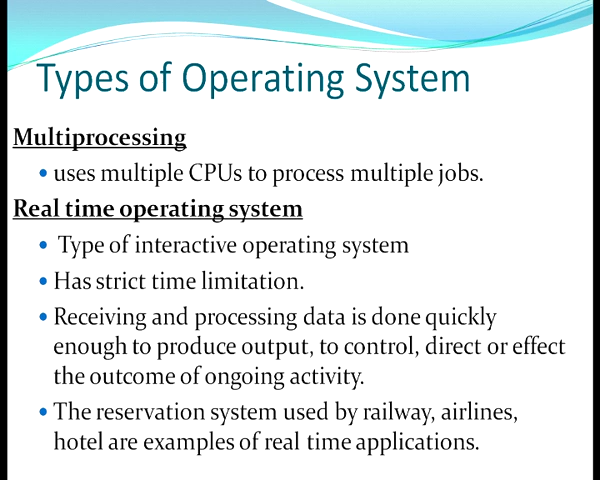 Types of Operating System
Multiprocessing
• uses multiple CPUs to process multiple jobs.
Real time operating system
• Type of interactive operating system
• Has strict time limitation.
• Receiving and processing data is done quickly
enough to produce output, to control, direct or effect
the outcome of ongoing activity.
• The reservation system used by railway, airlines,
hotel are examples of real time applications.